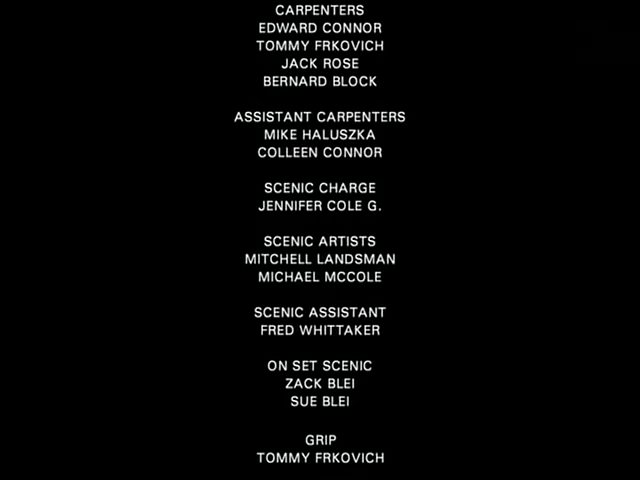 CARPENTERS
EDWARD CONNOR
TOMMY FRKOVICH
JACK ROSE
BERNARD BLOCK
ASSISTANT CARPENTERS
MIKE HALUSZKA
COLLEEN CONNOR
SCENIC CHARGE
JENNIFER COLE G.
SCENIC ARTISTS
MITCHELL LANDSMAN
MICHAEL MCCOLE
SCENIC ASSISTANT
FRED WHITTAKER
ON SET SCENIC
ZACK BLEI
SUE BLEI
GRIP
TOMMY FRKOVICH